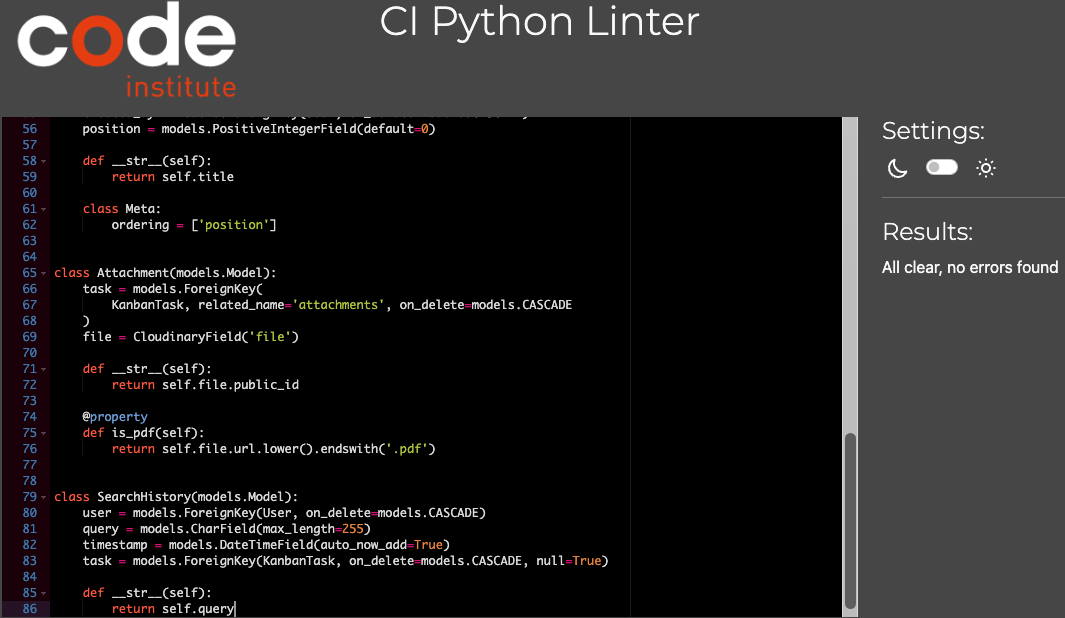 code
institute
CI Python Linter
56 position = models.PositiveIntegerField(default=0)
57
58 def __str__(self):
59 return self.title
60
61 class Meta:
62 ordering = ['position']
63
64
65 class Attachment(models.Model):
66 task = models.ForeignKey(
67 KanbanTask, related_name='attachments', on_delete=models.CASCADE
68 )
69 file = CloudinaryField('file')
70
71 def __str__(self):
72 return self.file.public_id
73
74 @property
75 def is_pdf(self):
76 return self.file.url.lower().endswith('.pdf')
77
78
79 class SearchHistory(models.Model):
80 user = models.ForeignKey(User, on_delete=models.CASCADE)
81 query = models.CharField(max_length=255)
82 timestamp = models.DateTimeField(auto_now_add=True)
83 task = models.ForeignKey(KanbanTask, on_delete=models.CASCADE, null=True)
84
85 def __str__(self):
86 return self.query
Settings:
Results:
All clear, no errors found